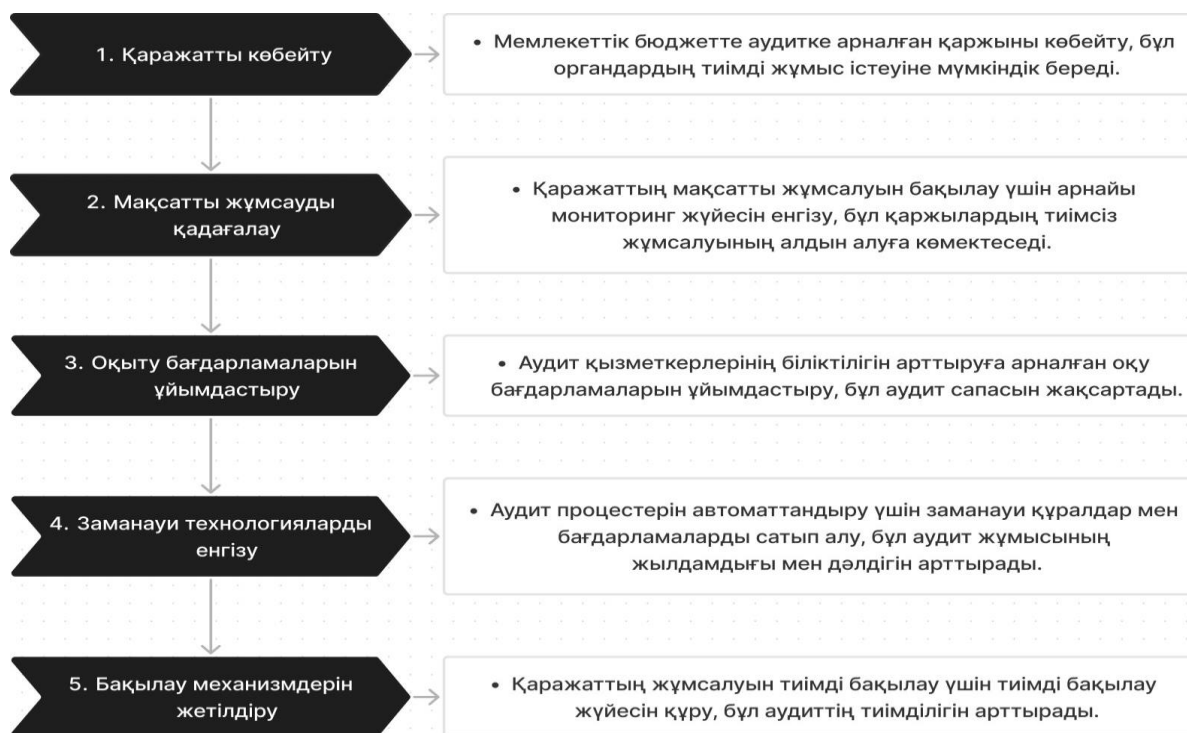 1. Қаражатты көбейту
• Мемлекеттік бюджетте аудитке арналған қаржыны көбейту, бұл
органдардың тиімді жұмыс істеуіне мүмкіндік береді.
2. Мақсатты жұмсауды
қадағалау
• Қаражаттың мақсатты жұмсалуын бақылау үшін арнайы
мониторинг жүйесін енгізу, бұл қаржылардың тиімсіз
жұмсалуының алдын алуға көмектеседі.
3. Оқыту бағдарламаларын
ұйымдастыру
• Аудит қызметкерлерінің біліктілігін арттыруға арналған оқу
бағдарламаларын ұйымдастыру, бұл аудит сапасын жақсартады.
4. Заманауи технологияларды
енгізу
• Аудит процестерін автоматтандыру үшін заманауи құралдар мен
бағдарламаларды сатып алу, бұл аудит жұмысының
жылдамдығы мен дәлдігін арттырады.
5. Бақылау механизмдерін
жетілдіру
• Қаражаттың жұмсалуын тиімді бақылау үшін тиімді бақылау
жүйесін құру, бұл аудиттің тиімділігін арттырады.